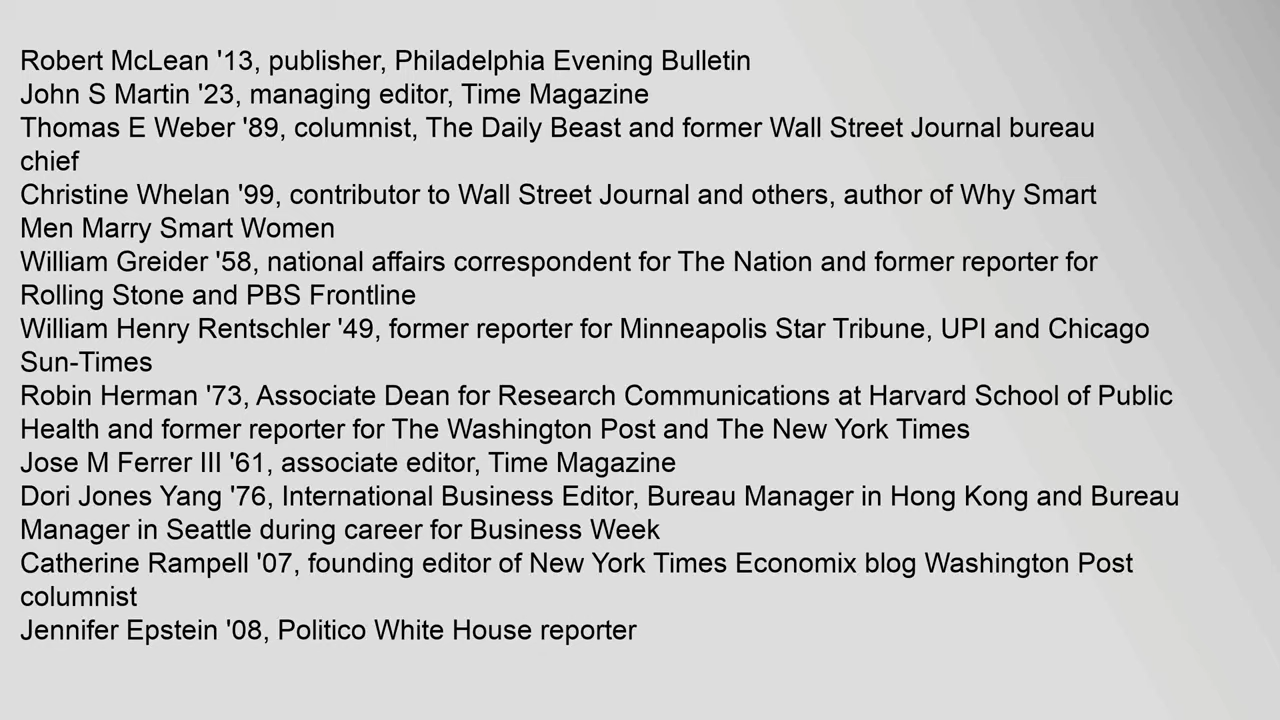 Robert McLean '13, publisher, Philadelphia Evening Bulletin
John S Martin '23, managing editor, Time Magazine
Thomas E Weber '89, columnist, The Daily Beast and former Wall Street Journal bureau
chief
Christine Whelan '99, contributor to Wall Street Journal and others, author of Why Smart
Men Marry Smart Women
William Greider '58, national affairs correspondent for The Nation and former reporter for
Rolling Stone and PBS Frontline
William Henry Rentschler '49, former reporter for Minneapolis Star Tribune, UPI and Chicago
Sun-Times
Robin Herman '73, Associate Dean for Research Communications at Harvard School of Public
Health and former reporter for The Washington Post and The New York Times
Jose M Ferrer III '61, associate editor, Time Magazine
Dori Jones Yang '76, International Business Editor, Bureau Manager in Hong Kong and Bureau
Manager in Seattle during career for Business Week
Catherine Rampell '07, founding editor of New York Times Economix blog Washington Post
columnist
Jennifer Epstein '08, Politico White House reporter